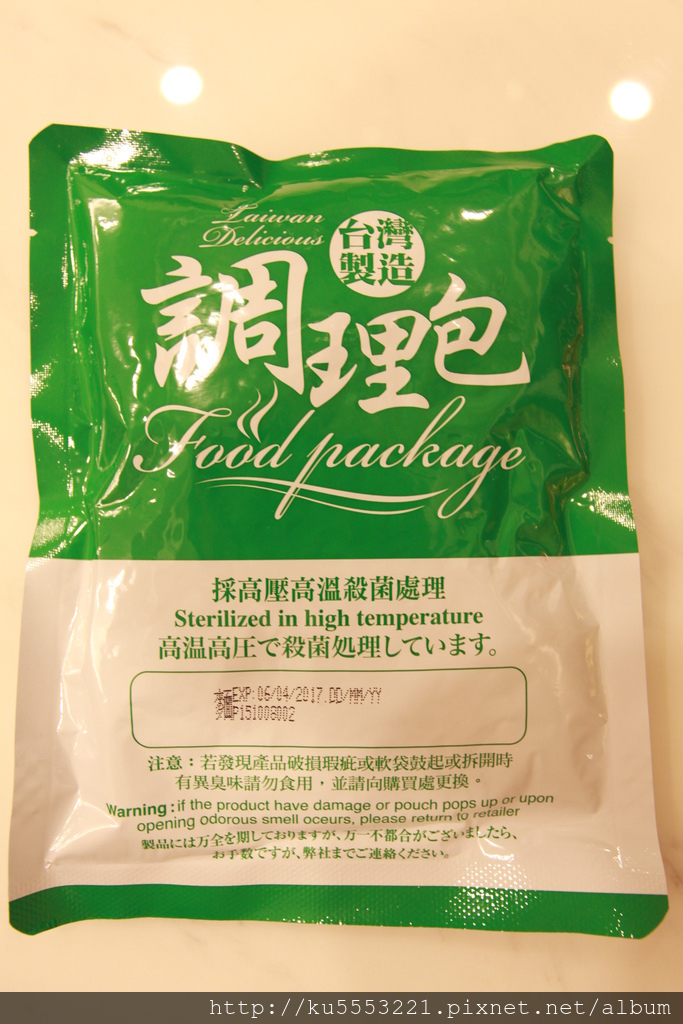 Taiwan
Delicious
台灣
製造
調理包
Food package
採高壓高溫殺菌處理
Sterilized in high temperature
高温高圧で殺菌処理しています。
EXP:06/04/2017.DD/MM/YY
P151008002
注意：若發現產品破損瑕疵或軟袋鼓起或拆開時
有異臭味請勿食用，並請向購買處更換。
Warning:if the product have damage or pouch pops up or upon
opening odorous smell oceurs, please return to retailer
製品には万全を期しておりますが、万一不都合がございましたら、
お手数ですが、弊社までご連絡ください。
http://ku5553221.pixnet.net/album